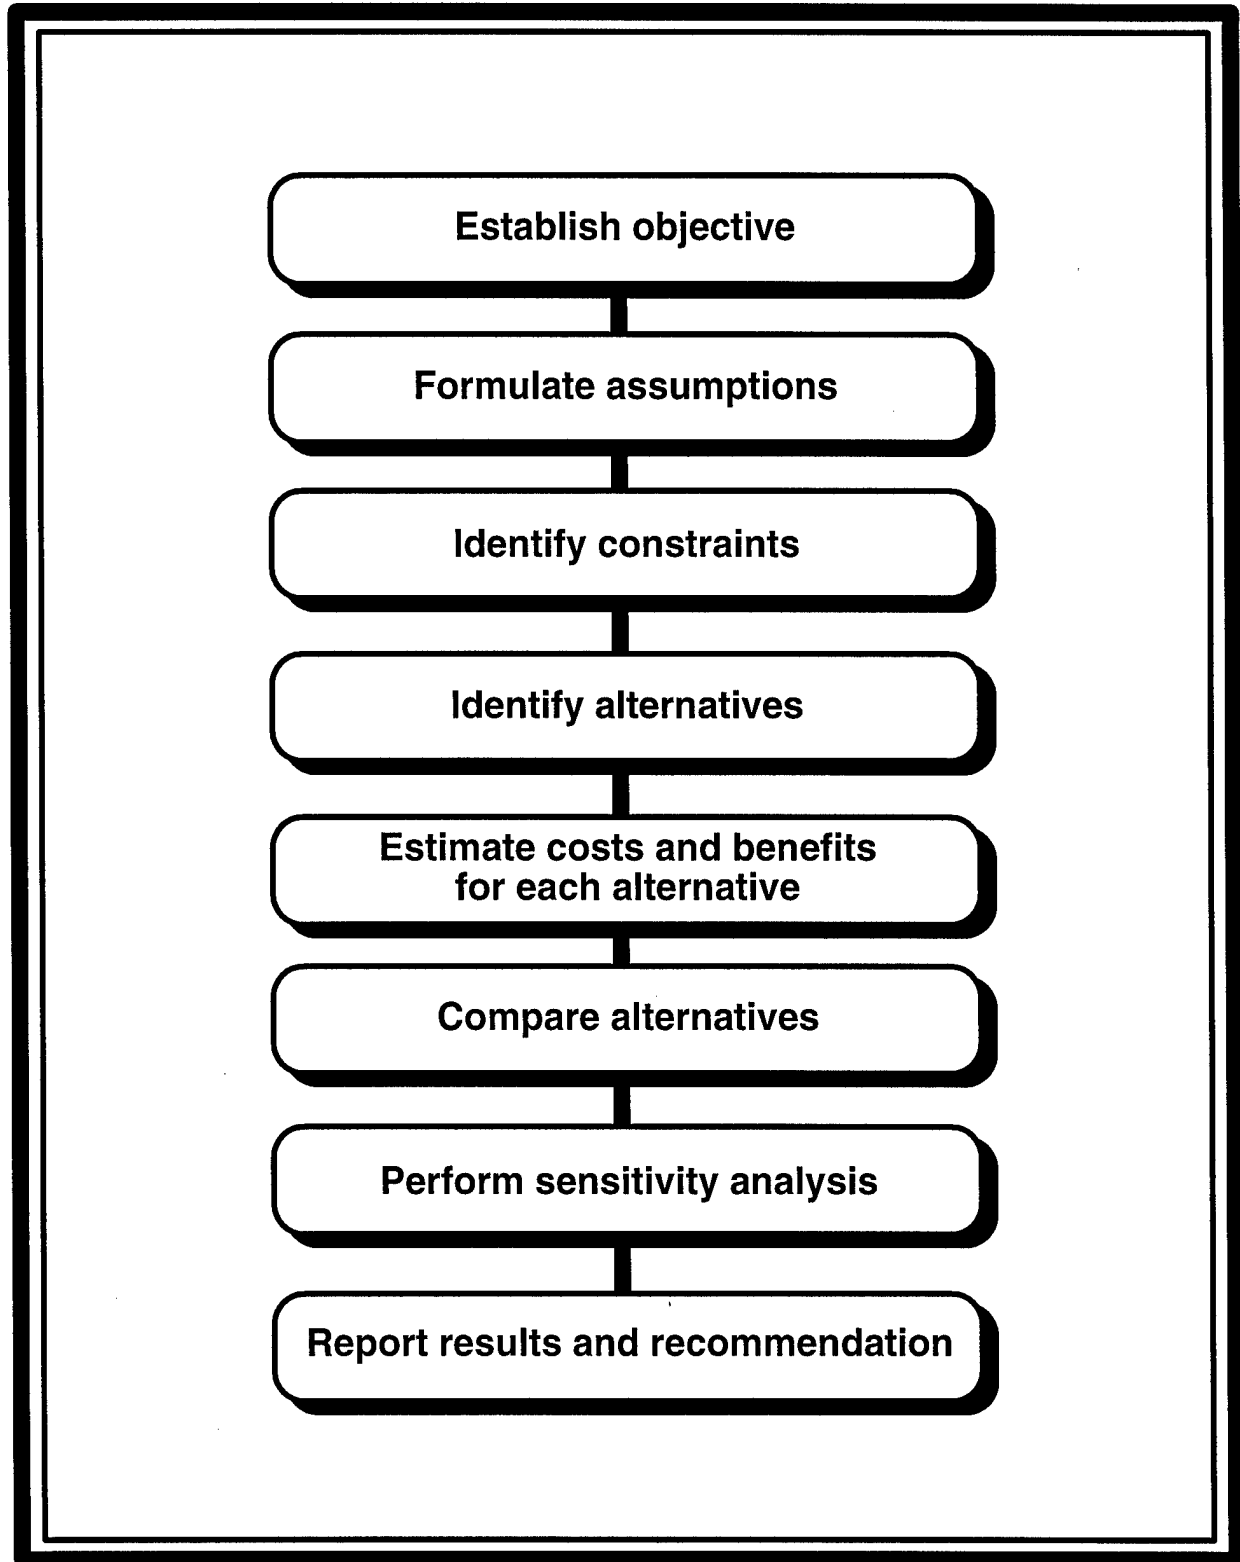 Establish objective
Formulate assumptions
Identify constraints
Identify alternatives
Estimate costs and benefits
for each alternative
Compare alternatives
Perform sensitivity analysis
Report results and recommendation